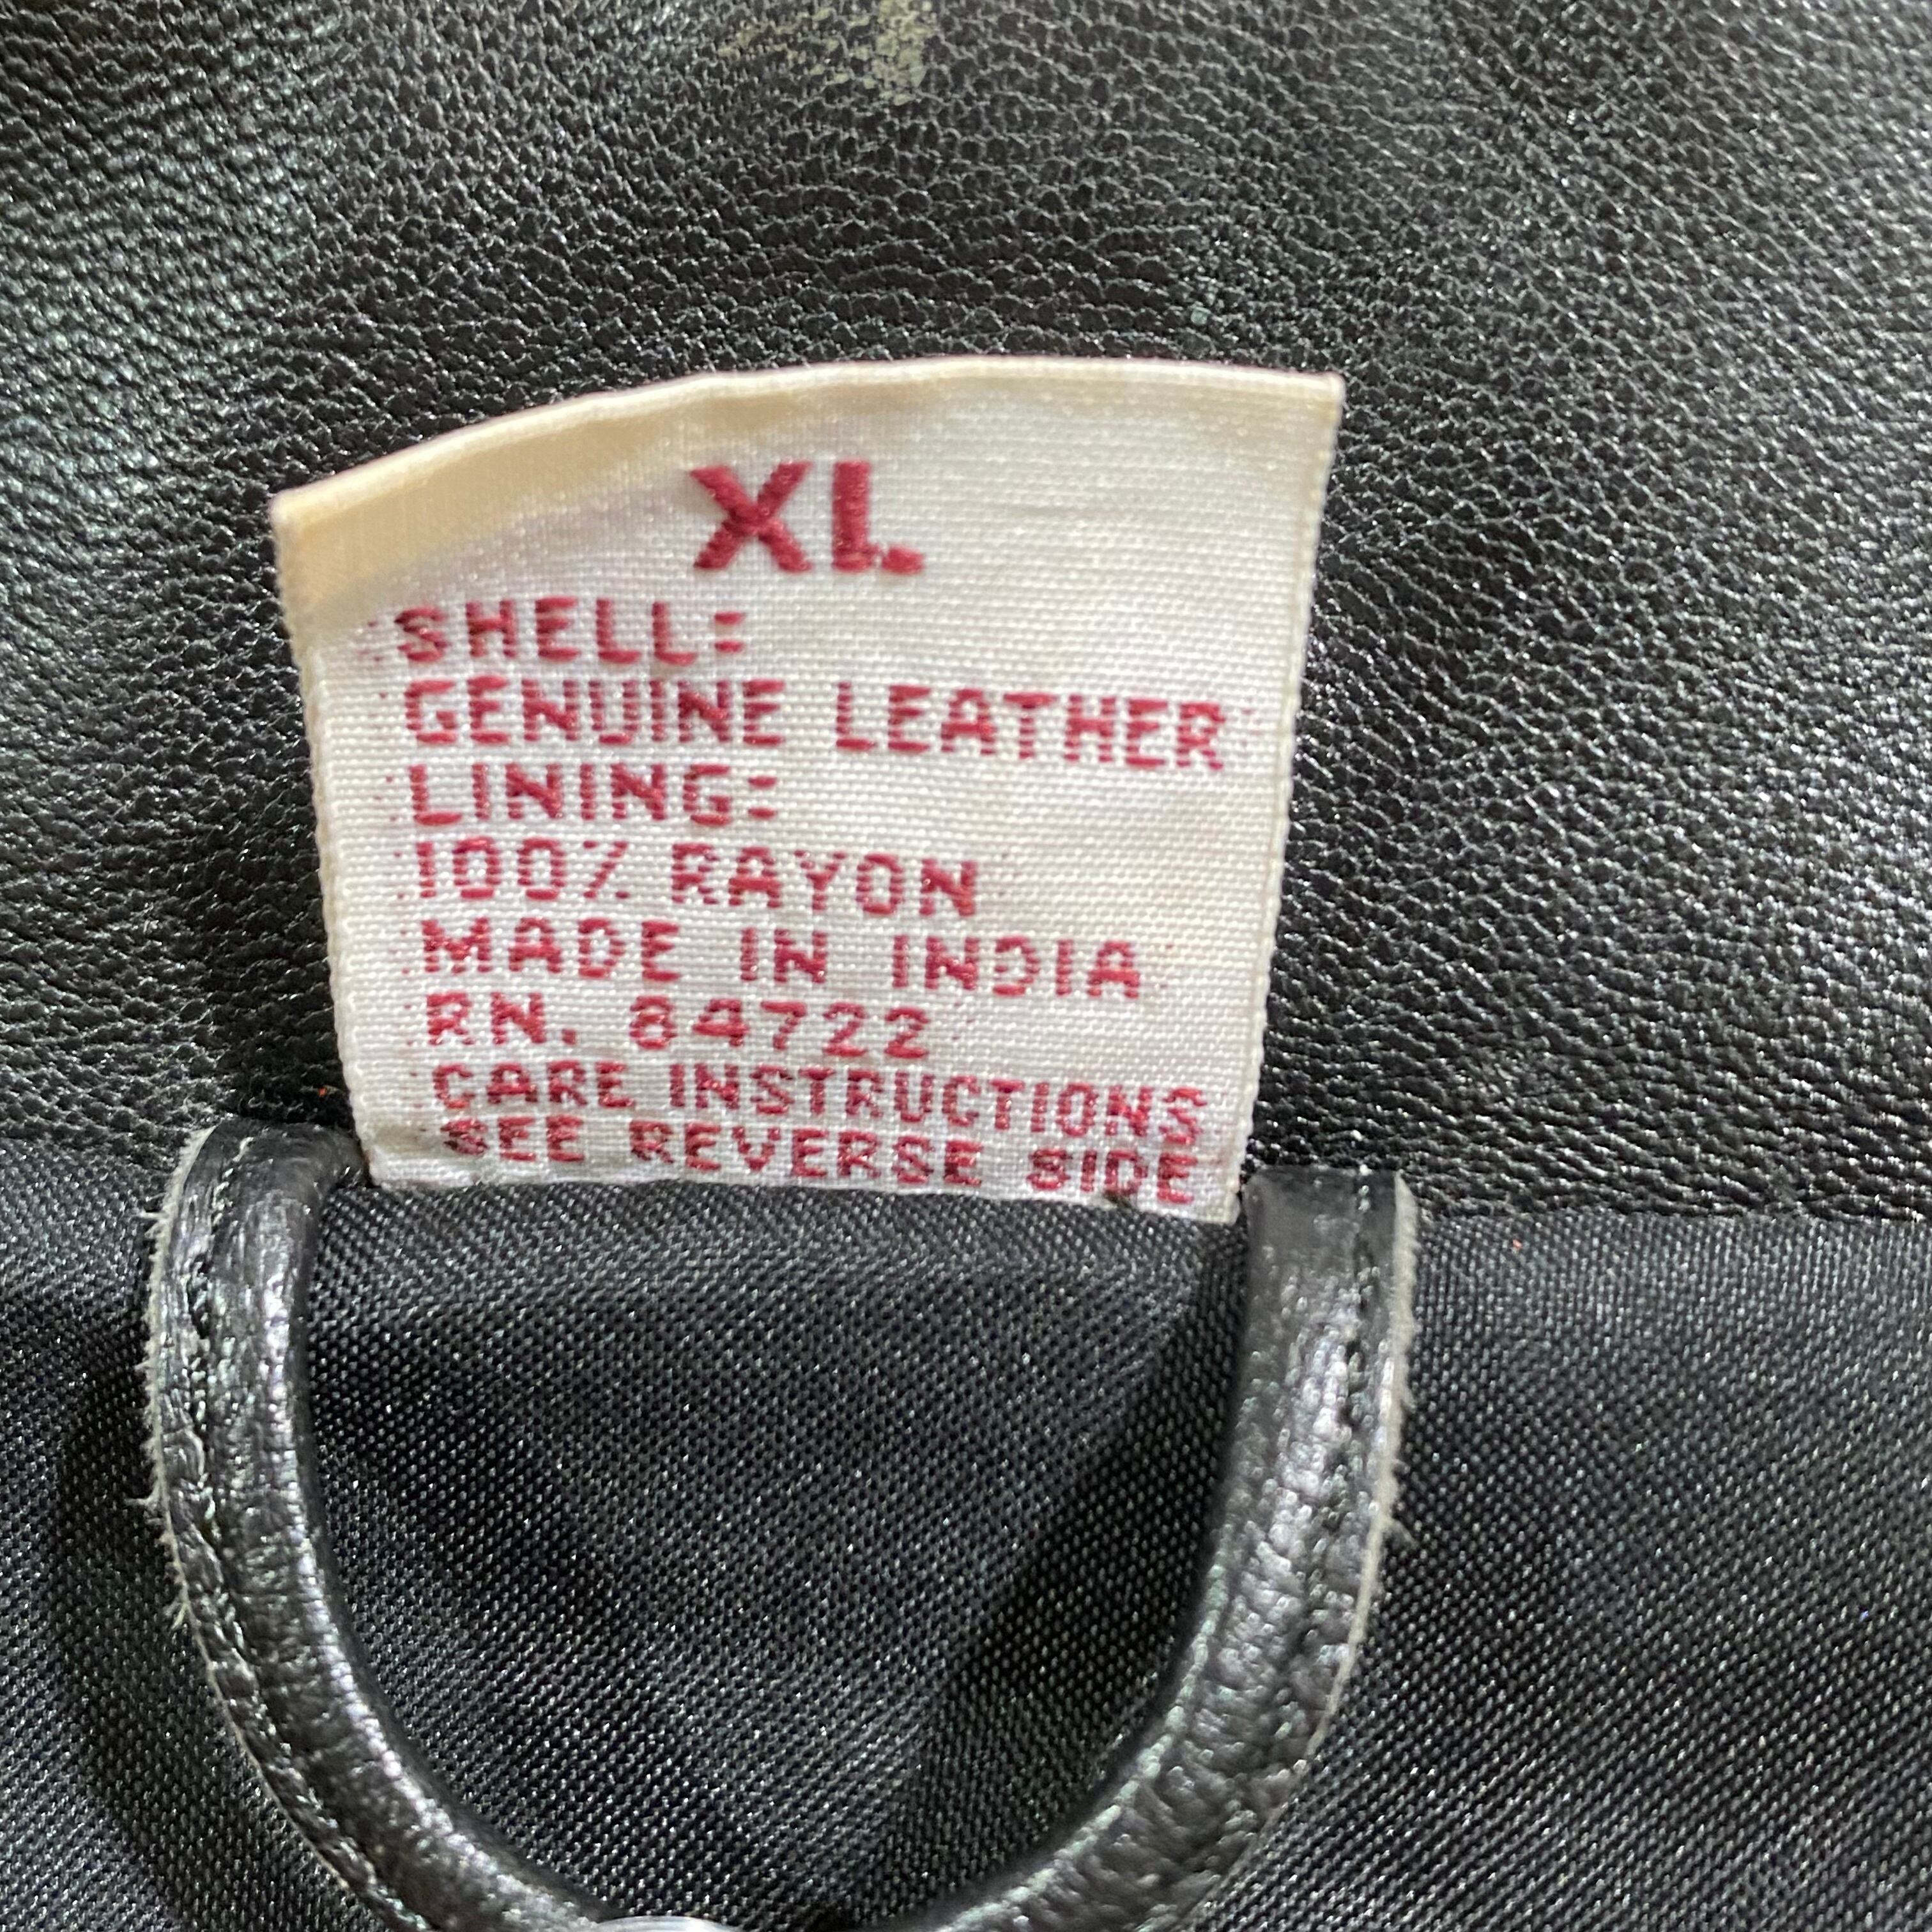 XL
SHELL:
GENUINE LEATHER
LINING:
100% RAYON
MADE IN INDIA
RN. 84722
CARE INSTRUCTIONS
SEE REVERSE SIDE